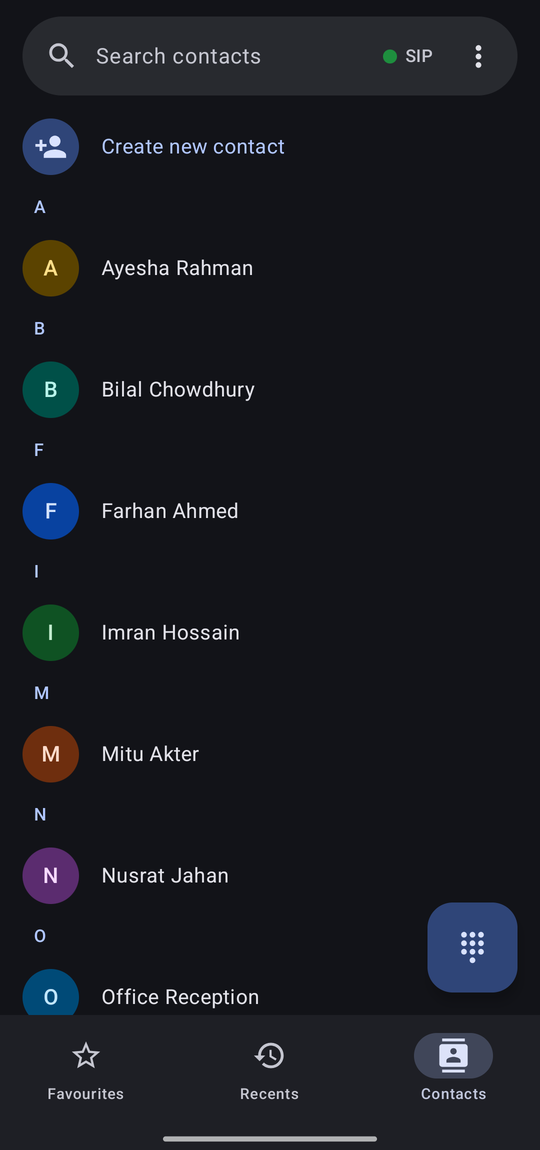 Search contacts SIP
Create new contact
A
A Ayesha Rahman
B
B Bilal Chowdhury
F
F Farhan Ahmed
I
I Imran Hossain
M
M Mitu Akter
N
N Nusrat Jahan
O
O Office Reception
Favourites Recents Contacts